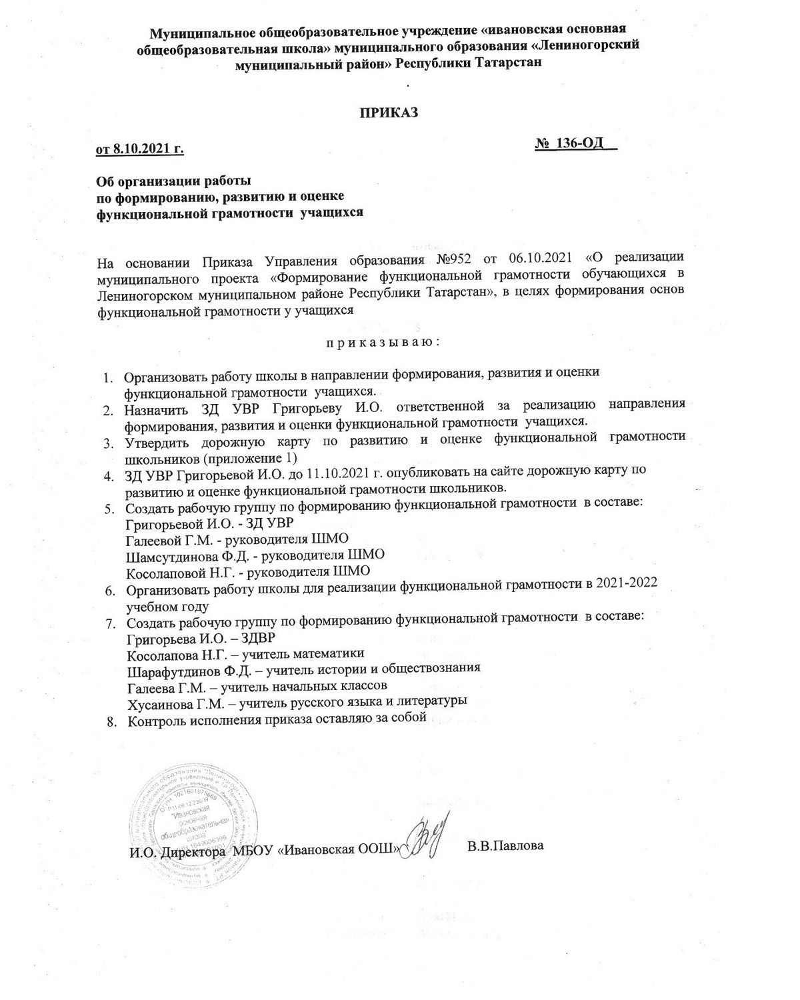 Муниципальное общеобразовательное учреждение «ивановская основная
общеобразовательная школа» муниципального образования «Лениногорский
муниципальный район» Республики Татарстан
ПРИКАЗ
от 8.10.2021 г. № 136-ОД
Об организации работы
по формированию, развитию и оценке
функциональной грамотности учащихся
На основании Приказа Управления образования №952 от 06.10.2021 «О реализации
муниципального проекта «Формирование функциональной грамотности обучающихся в
Лениногорском муниципальном районе Республики Татарстан», в целях формирования основ
функциональной грамотности у учащихся
п р и к а з ы в а ю :
1. Организовать работу школы в направлении формирования, развития и оценки
функциональной грамотности учащихся.
2. Назначить ЗД УВР Григорьеву И.О. ответственной за реализацию направления
формирования, развития и оценки функциональной грамотности учащихся.
3. Утвердить дорожную карту по развитию и оценке функциональной грамотности
школьников (приложение 1)
4. ЗД УВР Григорьевой И.О. до 11.10.2021 г. опубликовать на сайте дорожную карту по
развитию и оценке функциональной грамотности школьников.
5. Создать рабочую группу по формированию функциональной грамотности в составе:
Григорьевой И.О. - ЗД УВР
Галеевой Г.М. - руководителя ШМО
Шамсутдинова Ф.Д. - руководителя ШМО
Косолаповой Н.Г. - руководителя ШМО
6. Организовать работу школы для реализации функциональной грамотности в 2021-2022
учебном году
7. Создать рабочую группу по формированию функциональной грамотности в составе:
Григорьева И.О. – ЗДВР
Косолапова Н.Г. – учитель математики
Шарафутдинов Ф.Д. – учитель истории и обществознания
Галеева Г.М. – учитель начальных классов
Хусаинова Г.М. – учитель русского языка и литературы
8. Контроль исполнения приказа оставляю за собой
"Ивановская
основная
общеобразовательная
школа"
И.О. Директора МБОУ «Ивановская ООШ» В.В.Павлова